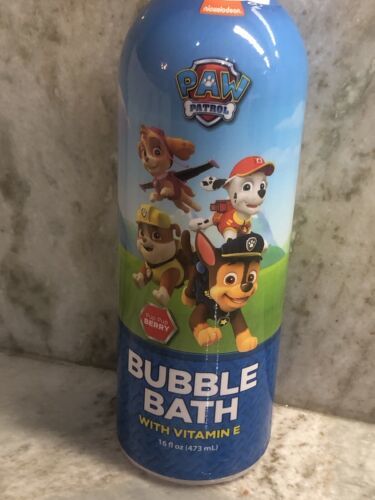 nickelodeon
PAW
PATROL
BERRY
BUBBLE
BATH
WITH VITAMIN E
16 fl oz (473 mL)